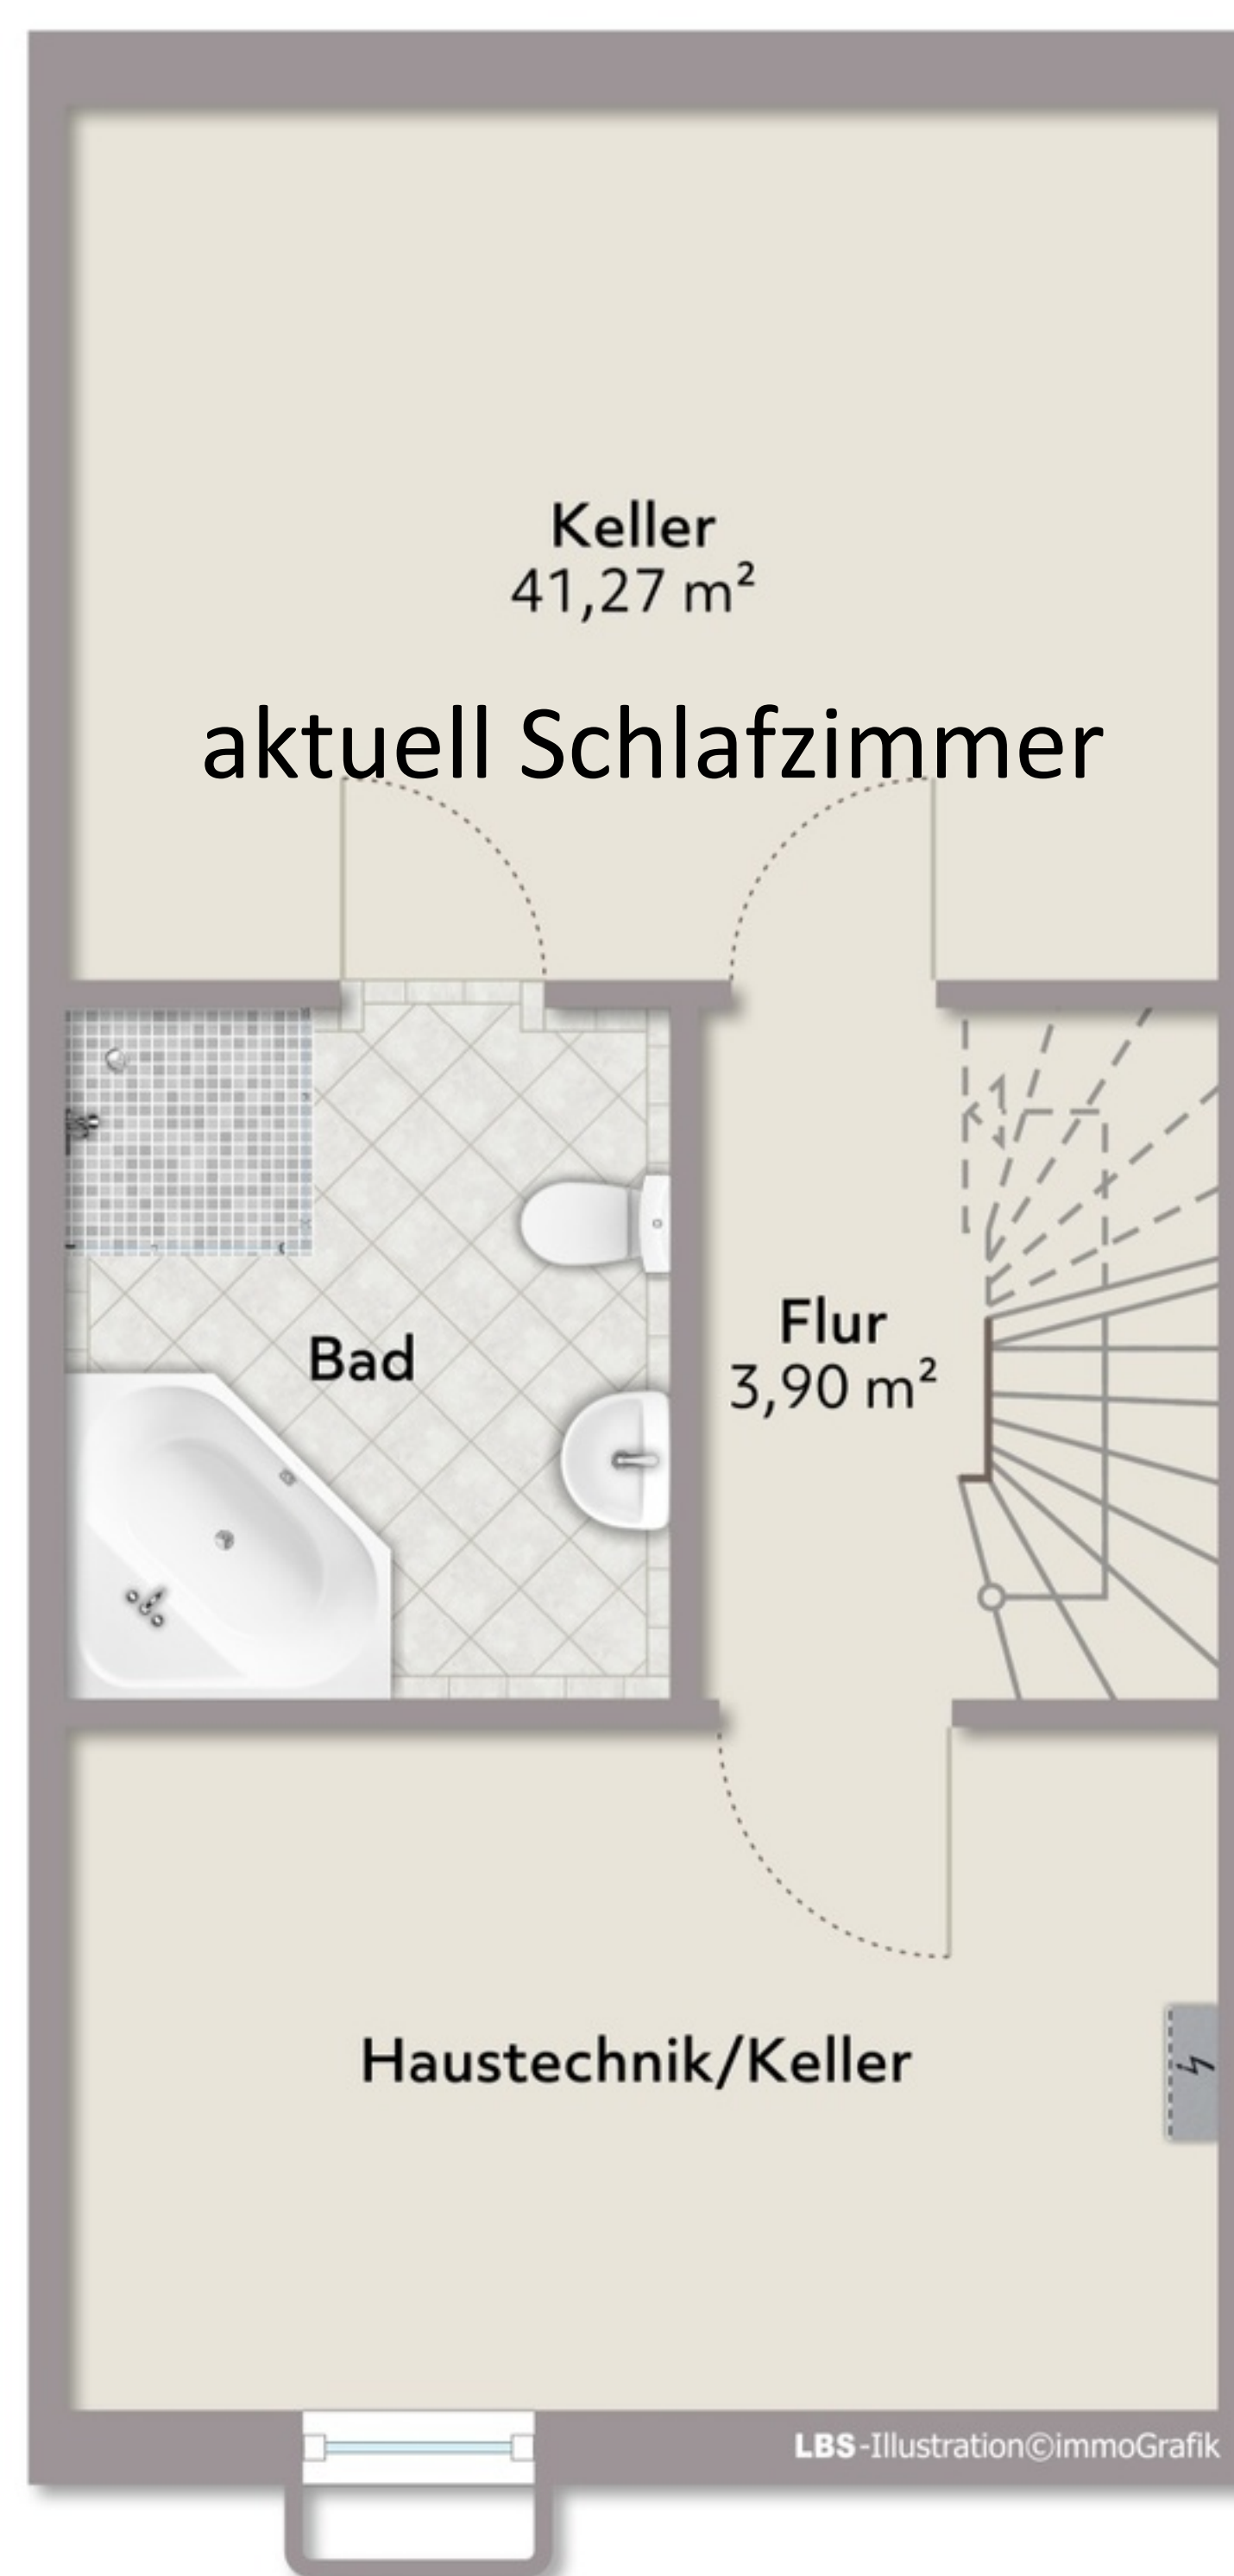 Keller
41,27 m²
aktuell Schlafzimmer
Bad
Flur
3,90 m²
Haustechnik/Keller
LBS-Illustration©immoGrafik